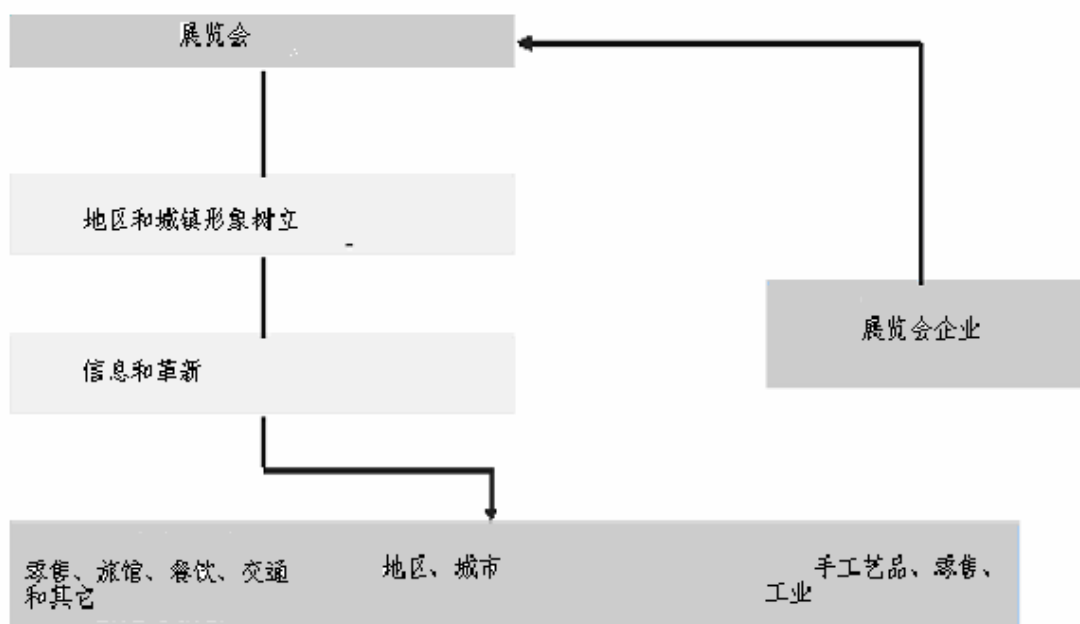 展览会
地区和城镇形象树立
展览会企业
信息和革新
零售、旅馆、餐饮、交通
和其它
地区、城市
手工艺品、零售、
工业